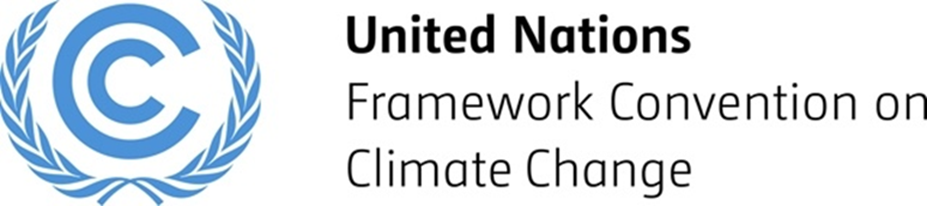 United Nations
Framework Convention on
Climate Change